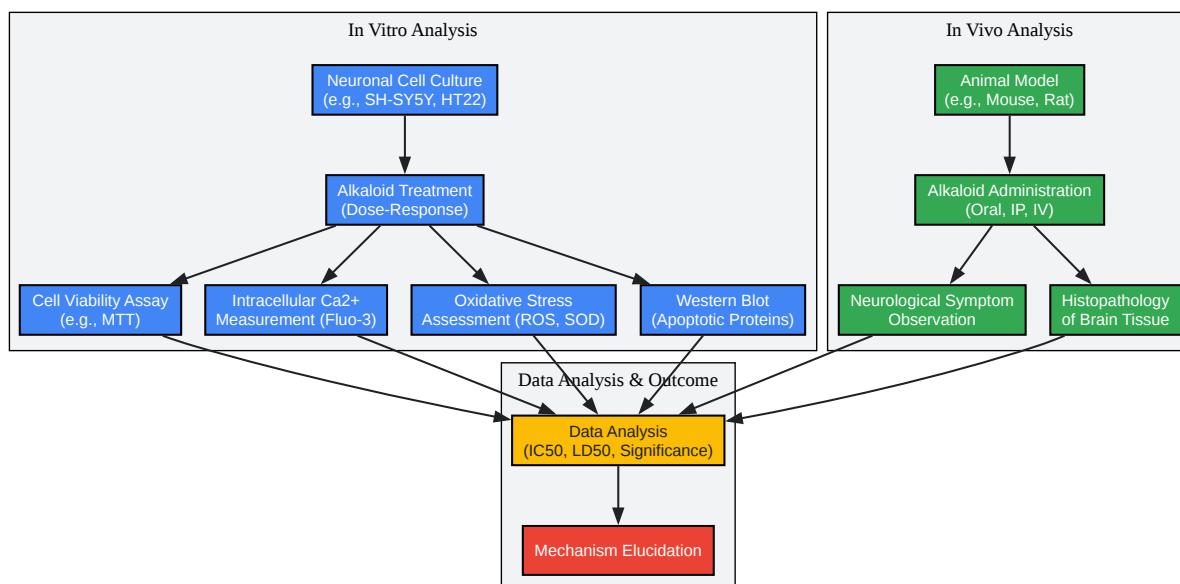 In Vitro Analysis
In Vivo Analysis
Neuronal Cell Culture
(e.g., SH-SY5Y, HT22)
Animal Model
(e.g., Mouse, Rat)
Alkaloid Treatment
(Dose-Response)
Alkaloid Administration
(Oral, IP, IV)
Cell Viability Assay
(e.g., MTT)
Intracellular Ca2+
Measurement (Fluo-3)
Oxidative Stress
Assessment (ROS, SOD)
Western Blot
(Apoptotic Proteins)
Neurological Symptom
Observation
Histopathology
of Brain Tissue
Data Analysis & Outcome
Data Analysis
(IC50, LD50, Significance)
Mechanism Elucidation